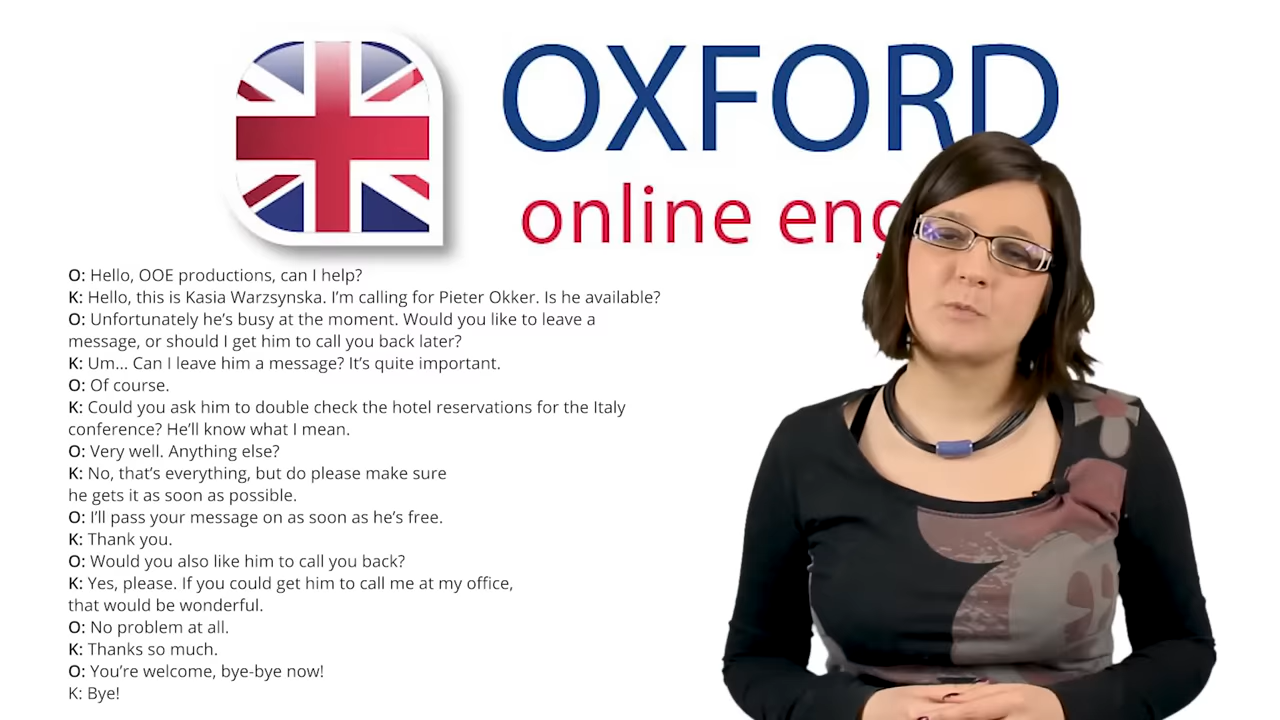 OXFORD
online eng
O: Hello, OOE productions, can I help?
K: Hello, this is Kasia Warzsynska. I'm calling for Pieter Okker. Is he available?
O: Unfortunately he's busy at the moment. Would you like to leave a
message, or should I get him to call you back later?
K: Um... Can I leave him a message? It's quite important.
O: Of course.
K: Could you ask him to double check the hotel reservations for the Italy
conference? He'll know what I mean.
O: Very well. Anything else?
K: No, that's everything, but do please make sure
he gets it as soon as possible.
O: I'll pass your message on as soon as he's free.
K: Thank you.
O: Would you also like him to call you back?
K: Yes, please. If you could get him to call me at my office,
that would be wonderful.
O: No problem at all.
K: Thanks so much.
O: You're welcome, bye-bye now!
K: Bye!